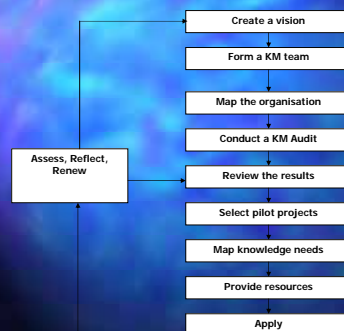 Create a vision
Form a KM team
Map the organisation
Conduct a KM Audit
Assess, Reflect,
Renew
Review the results
Select pilot projects
Map knowledge needs
Provide resources
Apply